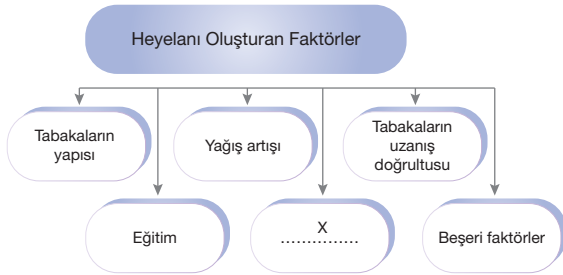 Heyelanı Oluşturan Faktörler
Tabakaların
yapısı
Yağış artışı
Tabakaların
uzanış
doğrultusu
Eğitim
X
...............
Beşeri faktörler